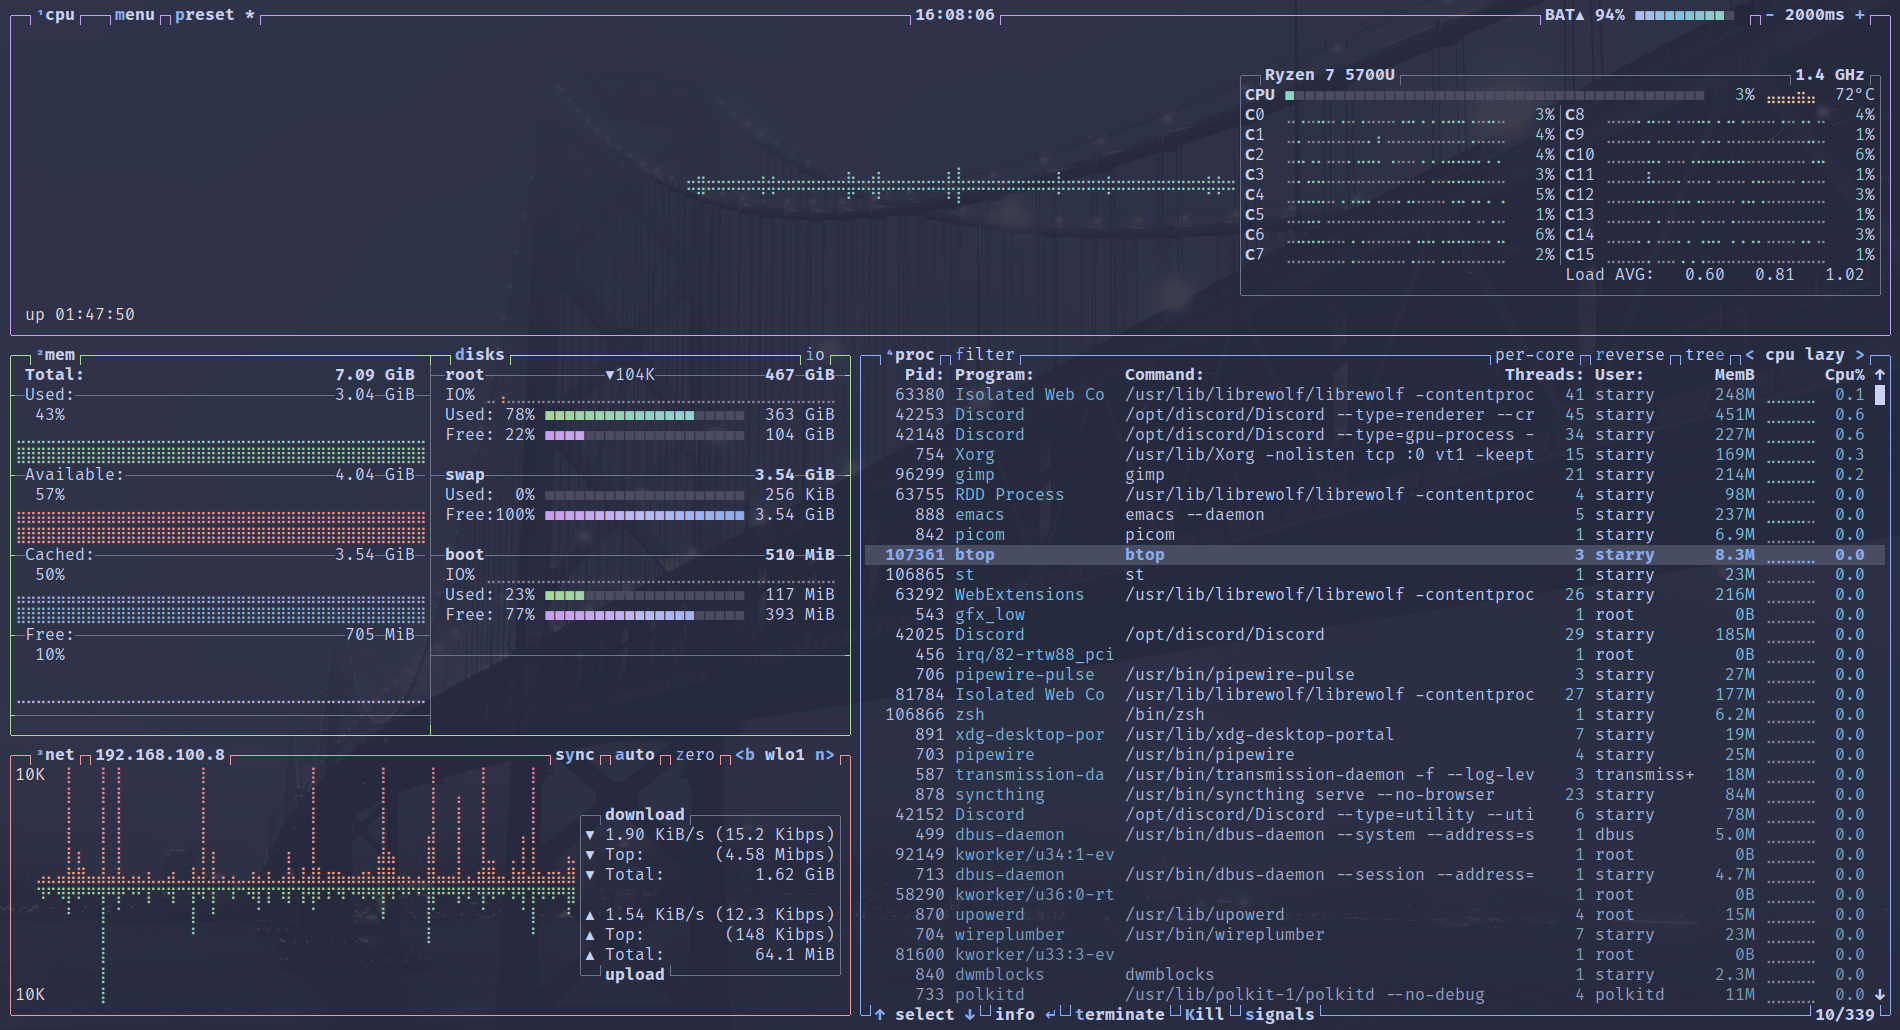 ¹cpu menu preset * 16:08:06 BAT▲ 94% - 2000ms +
Ryzen 7 5700U 1.4 GHz
CPU 3% 72°C
C0 3% C8 4%
C1 4% C9 1%
C2 4% C10 6%
C3 3% C11 1%
C4 5% C12 3%
C5 1% C13 1%
C6 6% C14 3%
C7 2% C15 1%
Load AVG: 0.60 0.81 1.02
up 01:47:50
²mem
Total: 7.09 GiB
Used: 3.04 GiB
43%
Available: 4.04 GiB
57%
Cached: 3.54 GiB
50%
Free: 705 MiB
10%
disks io
root ▼104K 467 GiB
IO%
Used: 78% 363 GiB
Free: 22% 104 GiB
swap 3.54 GiB
Used: 0% 256 KiB
Free:100% 3.54 GiB
boot 510 MiB
IO%
Used: 23% 117 MiB
Free: 77% 393 MiB
³net 192.168.100.8 sync auto zero <b wlo1 n>
10K
download
▼ 1.90 KiB/s (15.2 Kibps)
▼ Top: (4.58 Mibps)
▼ Total: 1.62 GiB
▲ 1.54 KiB/s (12.3 Kibps)
▲ Top: (148 Kibps)
▲ Total: 64.1 MiB
upload
10K
⁴proc filter per-core reverse tree < cpu lazy >
Pid: Program: Command: Threads: User: MemB Cpu% ↑
63380 Isolated Web Co /usr/lib/librewolf/librewolf -contentproc 41 starry 248M 0.1
42253 Discord /opt/discord/Discord --type=renderer --cr 45 starry 451M 0.6
42148 Discord /opt/discord/Discord --type=gpu-process - 34 starry 227M 0.6
754 Xorg /usr/lib/Xorg -nolisten tcp :0 vt1 -keept 15 starry 169M 0.3
96299 gimp gimp 21 starry 214M 0.2
63755 RDD Process /usr/lib/librewolf/librewolf -contentproc 4 starry 98M 0.0
888 emacs emacs --daemon 5 starry 237M 0.0
842 picom picom 1 starry 6.9M 0.0
107361 btop btop 3 starry 8.3M 0.0
106865 st st 1 starry 23M 0.0
63292 WebExtensions /usr/lib/librewolf/librewolf -contentproc 26 starry 216M 0.0
543 gfx_low 1 root 0B 0.0
42025 Discord /opt/discord/Discord 29 starry 185M 0.0
456 irq/82-rtw88_pci 1 root 0B 0.0
706 pipewire-pulse /usr/bin/pipewire-pulse 3 starry 27M 0.0
81784 Isolated Web Co /usr/lib/librewolf/librewolf -contentproc 27 starry 177M 0.0
106866 zsh /bin/zsh 1 starry 6.2M 0.0
891 xdg-desktop-por /usr/lib/xdg-desktop-portal 7 starry 19M 0.0
703 pipewire /usr/bin/pipewire 4 starry 25M 0.0
587 transmission-da /usr/bin/transmission-daemon -f --log-lev 3 transmiss+ 18M 0.0
878 syncthing /usr/bin/syncthing serve --no-browser 23 starry 84M 0.0
42152 Discord /opt/discord/Discord --type=utility --uti 6 starry 78M 0.0
499 dbus-daemon /usr/bin/dbus-daemon --system --address=s 1 dbus 5.0M 0.0
92149 kworker/u34:1-ev 1 root 0B 0.0
713 dbus-daemon /usr/bin/dbus-daemon --session --address= 1 starry 4.7M 0.0
58290 kworker/u36:0-rt 1 root 0B 0.0
870 upowerd /usr/lib/upowerd 4 root 15M 0.0
704 wireplumber /usr/bin/wireplumber 7 starry 23M 0.0
81600 kworker/u33:3-ev 1 root 0B 0.0
840 dwmblocks dwmblocks 1 starry 2.3M 0.0
733 polkitd /usr/lib/polkit-1/polkitd --no-debug 4 polkitd 11M 0.0 ↓
↑ select ↓ info ↵ terminate Kill signals 10/339